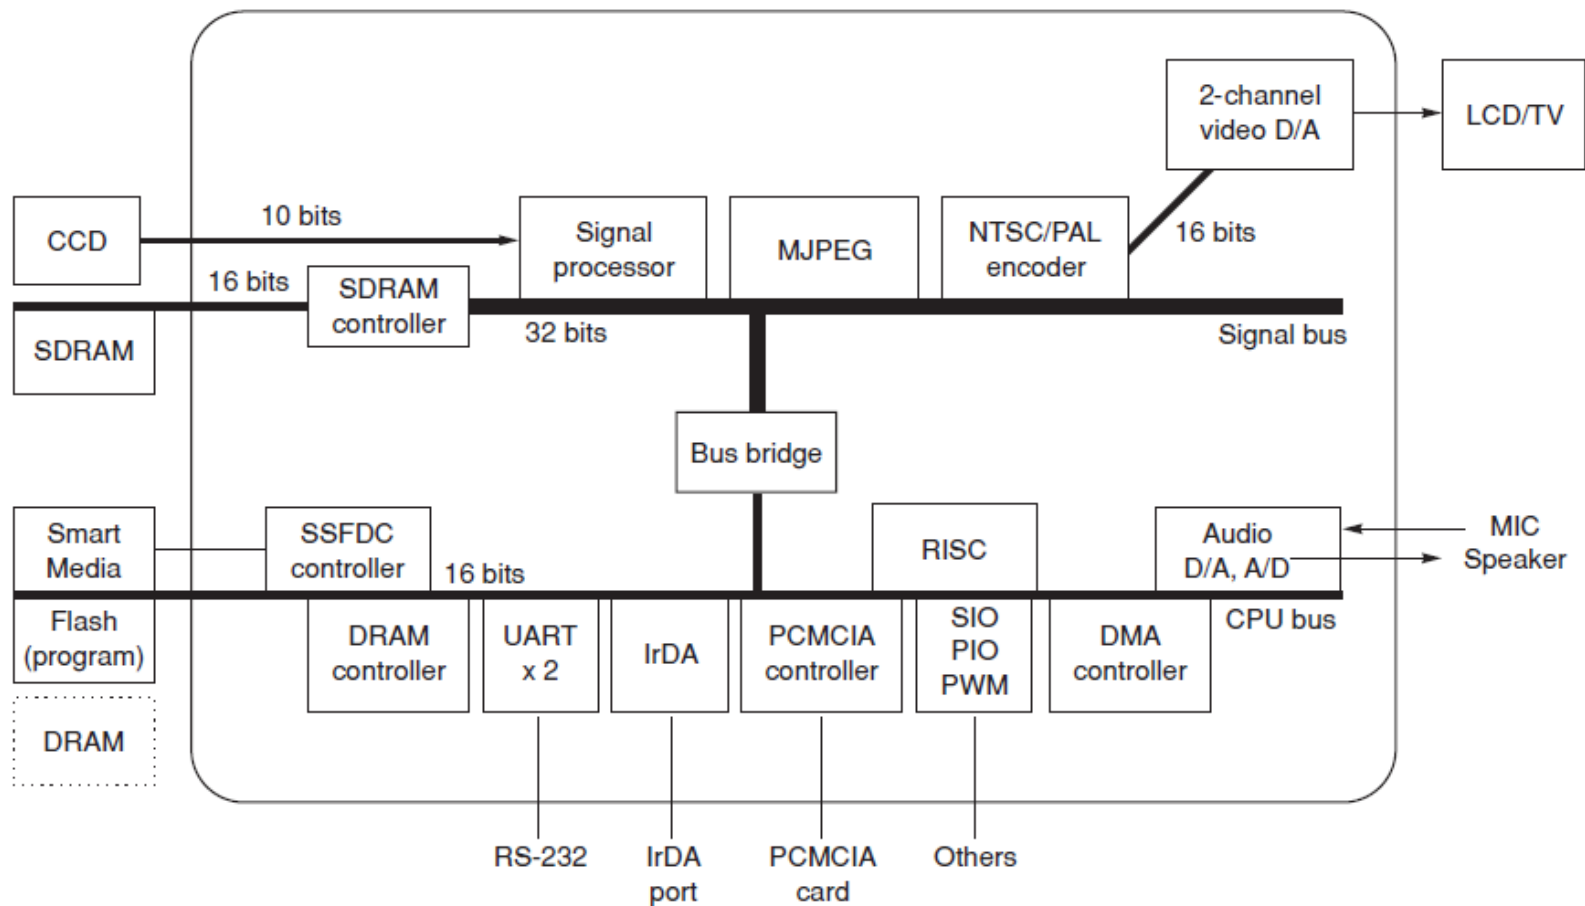 2-channel
video D/A
LCD/TV
CCD
10 bits
Signal
processor
MJPEG
NTSC/PAL
encoder
16 bits
16 bits
SDRAM
controller
32 bits
Signal bus
SDRAM
Bus bridge
Smart
Media
SSFDC
controller
16 bits
RISC
Audio
D/A, A/D
MIC
Speaker
Flash
(program)
DRAM
controller
UART
x 2
IrDA
PCMCIA
controller
SIO
PIO
PWM
DMA
controller
CPU bus
DRAM
RS-232
IrDA
port
PCMCIA
card
Others